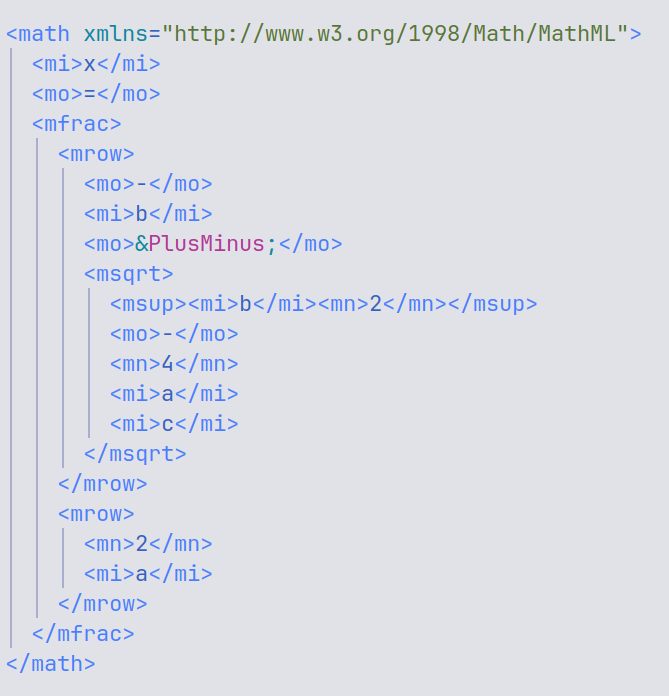 <math xmlns="http://www.w3.org/1998/Math/MathML">
  <mi>x</mi>
  <mo>=</mo>
  <mfrac>
    <mrow>
      <mo>-</mo>
      <mi>b</mi>
      <mo>&PlusMinus;</mo>
      <msqrt>
        <msup><mi>b</mi><mn>2</mn></msup>
        <mo>-</mo>
        <mn>4</mn>
        <mi>a</mi>
        <mi>c</mi>
      </msqrt>
    </mrow>
    <mrow>
      <mn>2</mn>
      <mi>a</mi>
    </mrow>
  </mfrac>
</math>